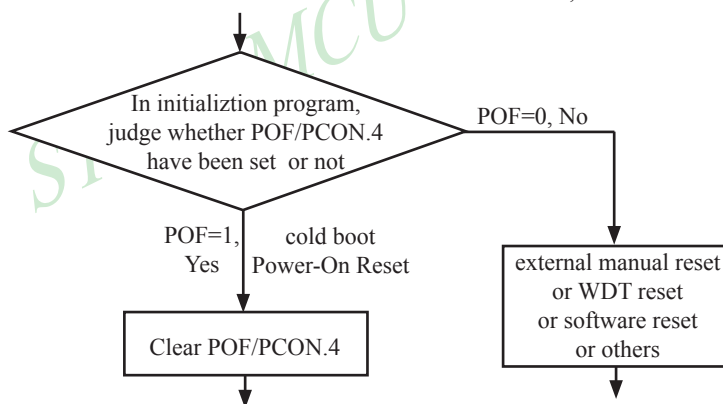 In initializtion program,
judge whether POF/PCON.4
have been set or not
POF=0, No
POF=1,
Yes
cold boot
Power-On Reset
external manual reset
or WDT reset
or software reset
or others
Clear POF/PCON.4
MCU